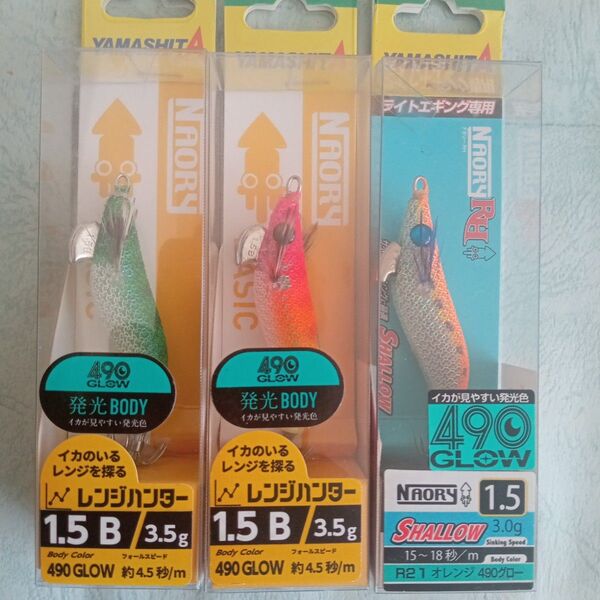 YAMASHITA
NAORY
BASIC
490
GLOW
発光BODY
イカが見やすい発光色
イカのいる
レンジを探る
レンジハンター
1.5 B / 3.5g
Body Color
フォールスピード
490 GLOW 約4.5秒/m
YAMASHITA
NAORY
BASIC
490
GLOW
発光BODY
イカが見やすい発光色
イカのいる
レンジを探る
レンジハンター
1.5 B / 3.5g
Body Color
フォールスピード
490 GLOW 約4.5秒/m
YAMASHITA
ライトエギング専用
NAORY RH
SHALLOW
イカが見やすい発光色
490
GLOW
NAORY 1.5
SHALLOW 3.0g
Sinking Speed
15～18秒/m
Body Color
R21 オレンジ 490グロー